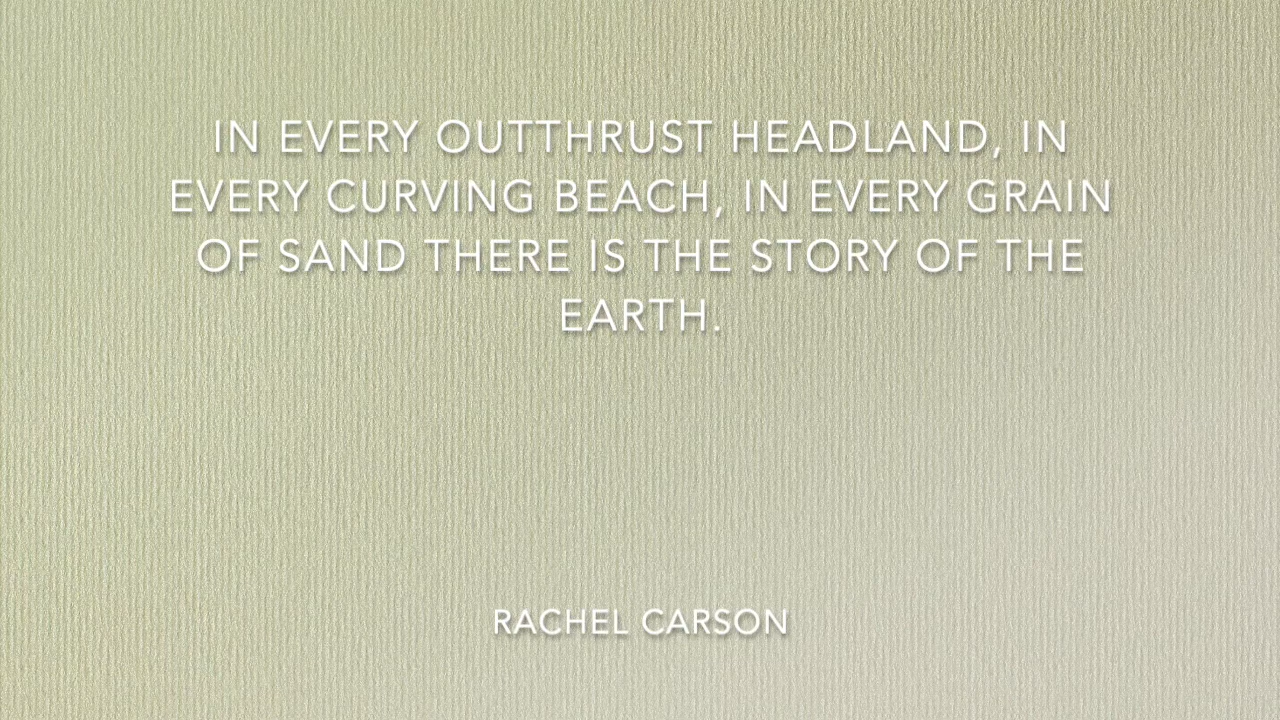 IN EVERY OUTTHRUST HEADLAND, IN
EVERY CURVING BEACH, IN EVERY GRAIN
OF SAND THERE IS THE STORY OF THE
EARTH.
RACHEL CARSON